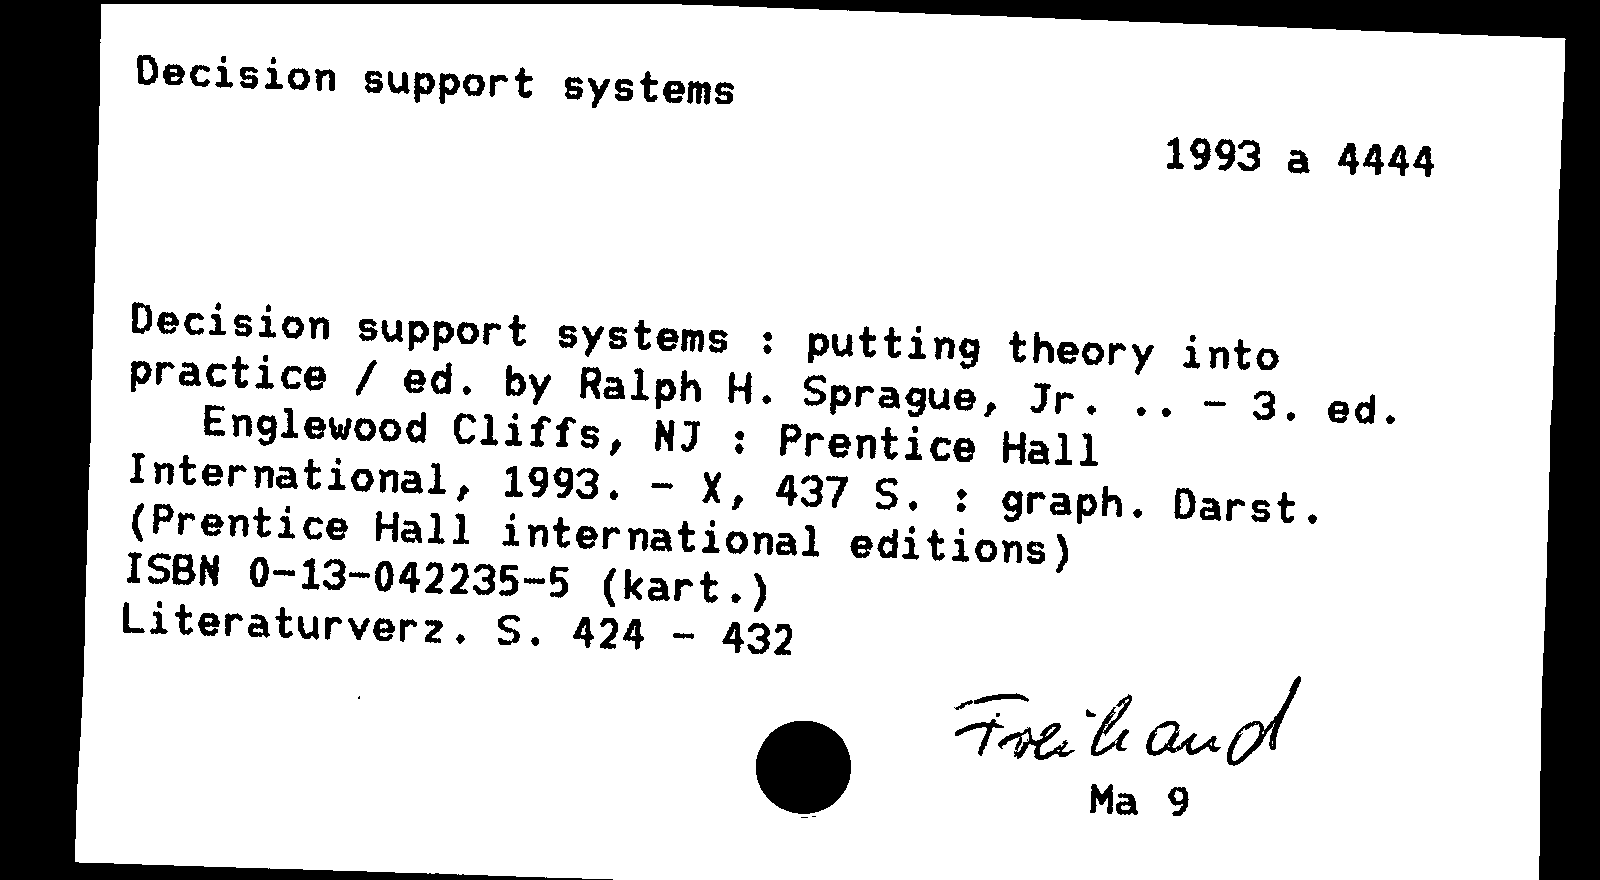 Decision support systems
1993 a 4444
Decision support systems : putting theory into
practice / ed. by Ralph H. Sprague, Jr. .. - 3. ed.
Englewood Cliffs, NJ : Prentice Hall
International, 1993. - X, 437 S. : graph. Darst.
(Prentice Hall international editions)
ISBN 0-13-042235-5 (kart.)
Literaturverz. S. 424 - 432
Freihand
Ma 9